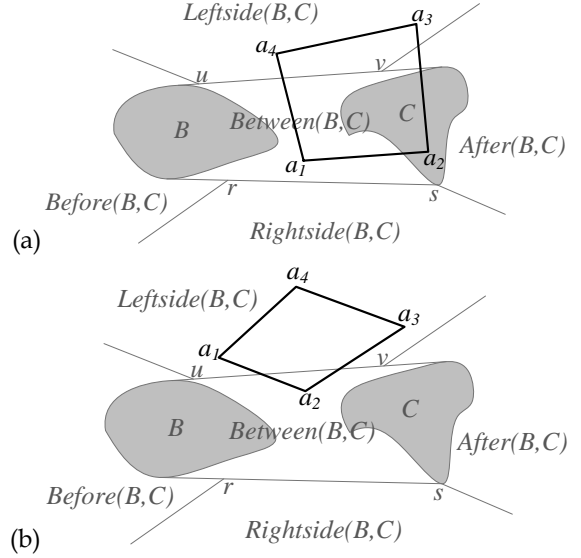 Leftside(B,C)
a3
a4
u
v
B
Between(B,C)
C
a1
a2
After(B,C)
Before(B,C)
r
s
(a)
Rightside(B,C)
a4
Leftside(B,C)
a3
a1
u
v
a2
B
Between(B,C)
C
After(B,C)
Before(B,C)
r
s
(b)
Rightside(B,C)